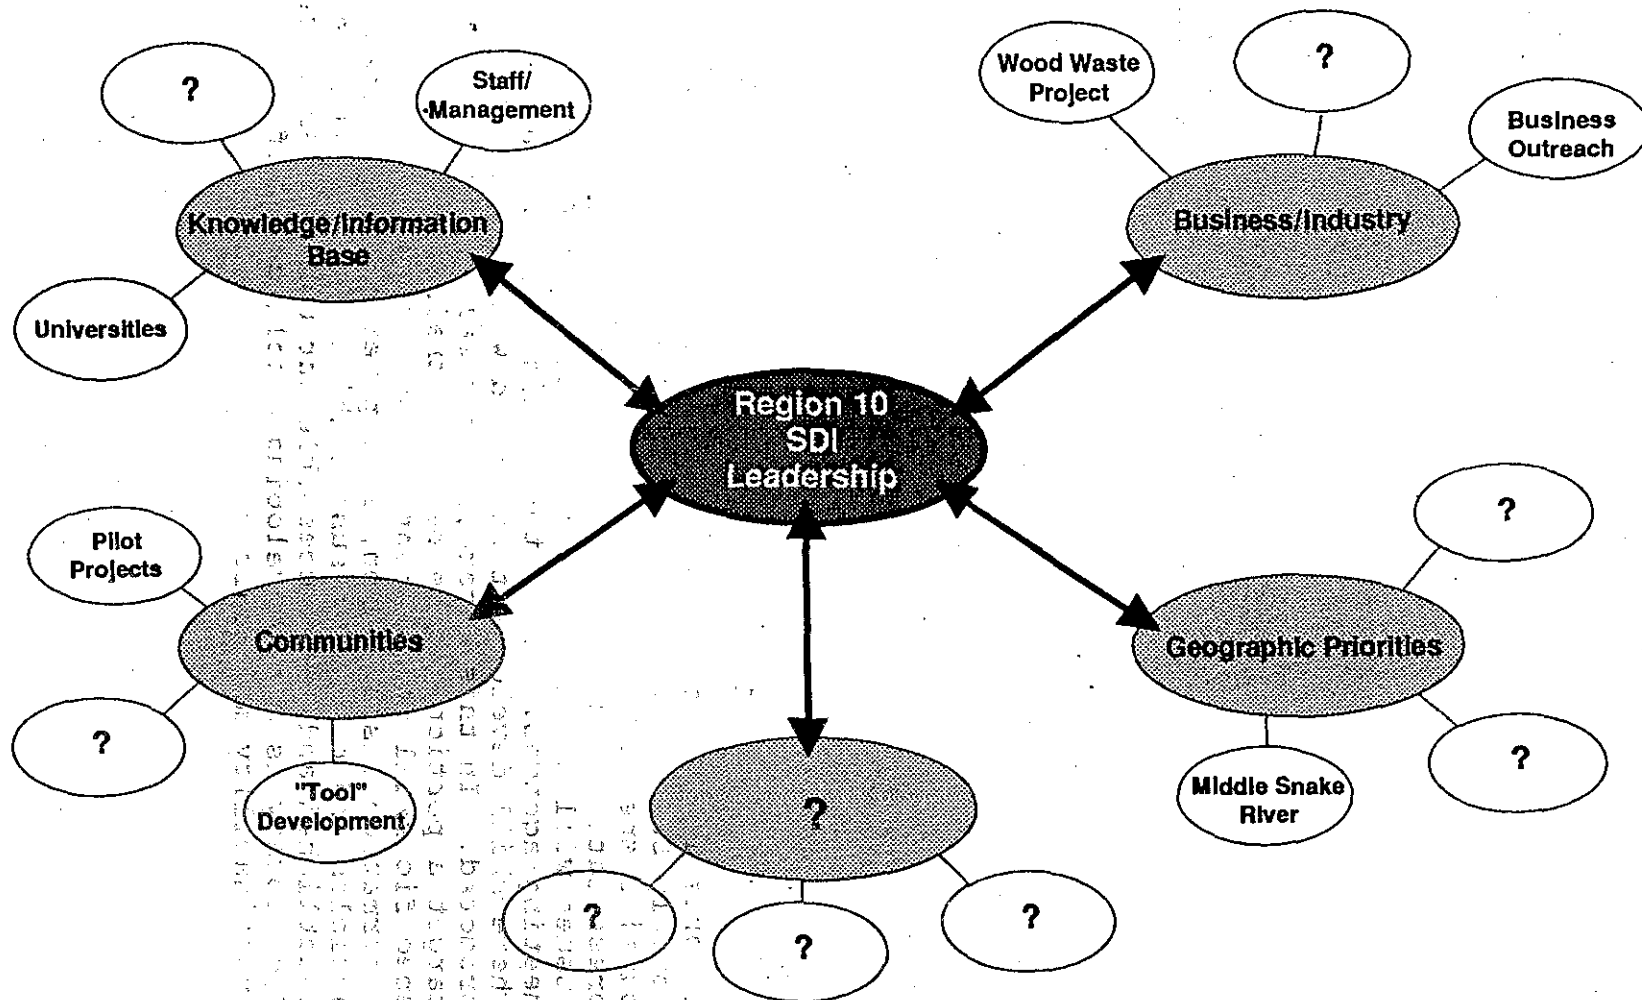 ?
Staff/
Management
Knowledge/Information
Base
Universities
Wood Waste
Project
?
Business
Outreach
Business/Industry
Region 10
SDI
Leadership
Pilot
Projects
Communities
?
"Tool"
Development
?
Geographic Priorities
Middle Snake
River
?
?
?
?
?